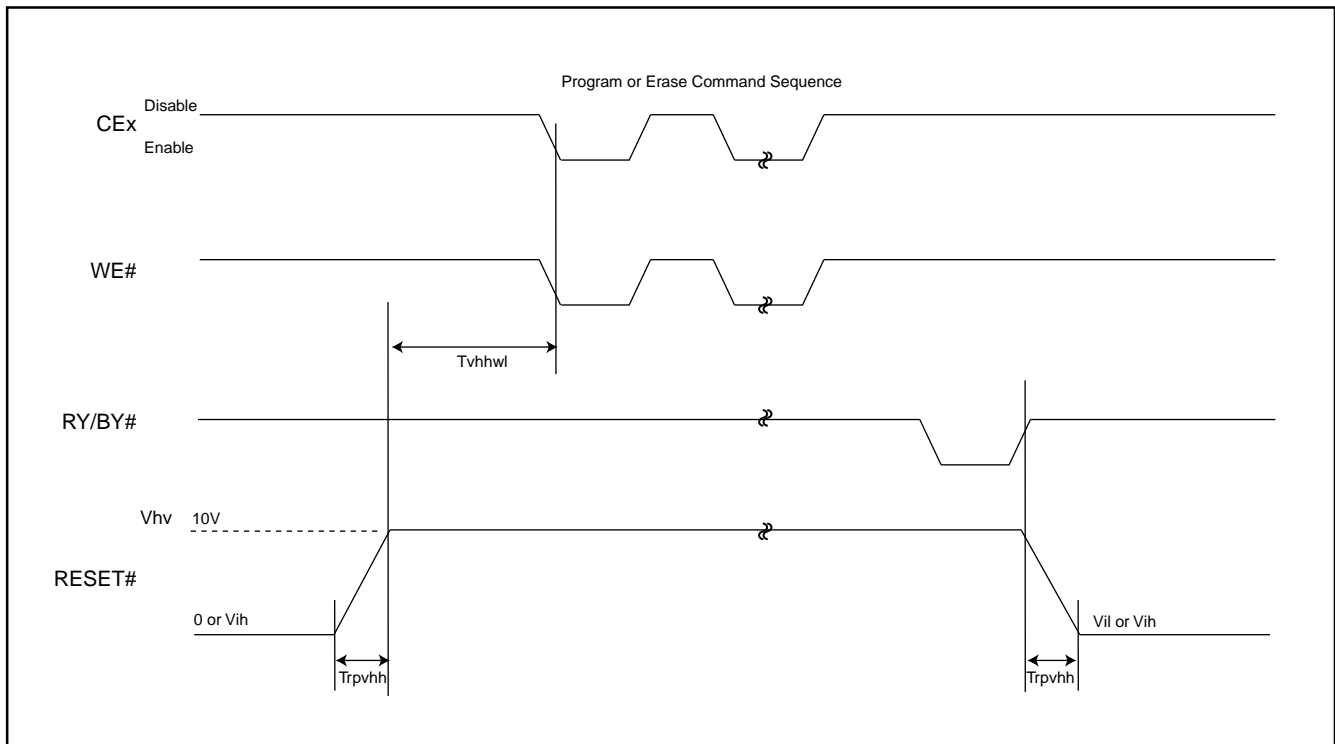 Program or Erase Command Sequence
Disable
CEx
Enable
WE#
Tvhhwl
RY/BY#
Vhv 10V
RESET#
0 or Vih
Vil or Vih
Trpvhh
Trpvhh